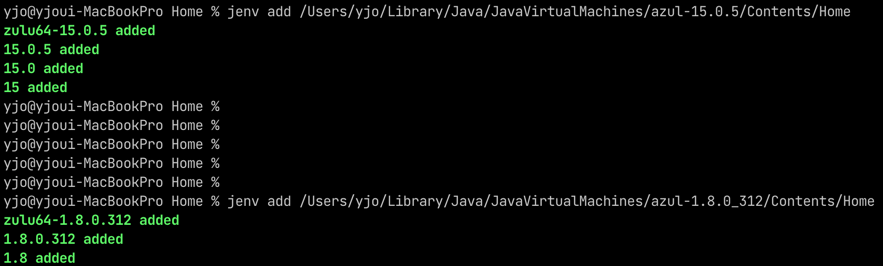 yjo@yjoui-MacBookPro Home % jenv add /Users/yjo/Library/Java/JavaVirtualMachines/azul-15.0.5/Contents/Home
zulu64-15.0.5 added
15.0.5 added
15.0 added
15 added
yjo@yjoui-MacBookPro Home %
yjo@yjoui-MacBookPro Home %
yjo@yjoui-MacBookPro Home %
yjo@yjoui-MacBookPro Home %
yjo@yjoui-MacBookPro Home %
yjo@yjoui-MacBookPro Home % jenv add /Users/yjo/Library/Java/JavaVirtualMachines/azul-1.8.0_312/Contents/Home
zulu64-1.8.0.312 added
1.8.0.312 added
1.8 added